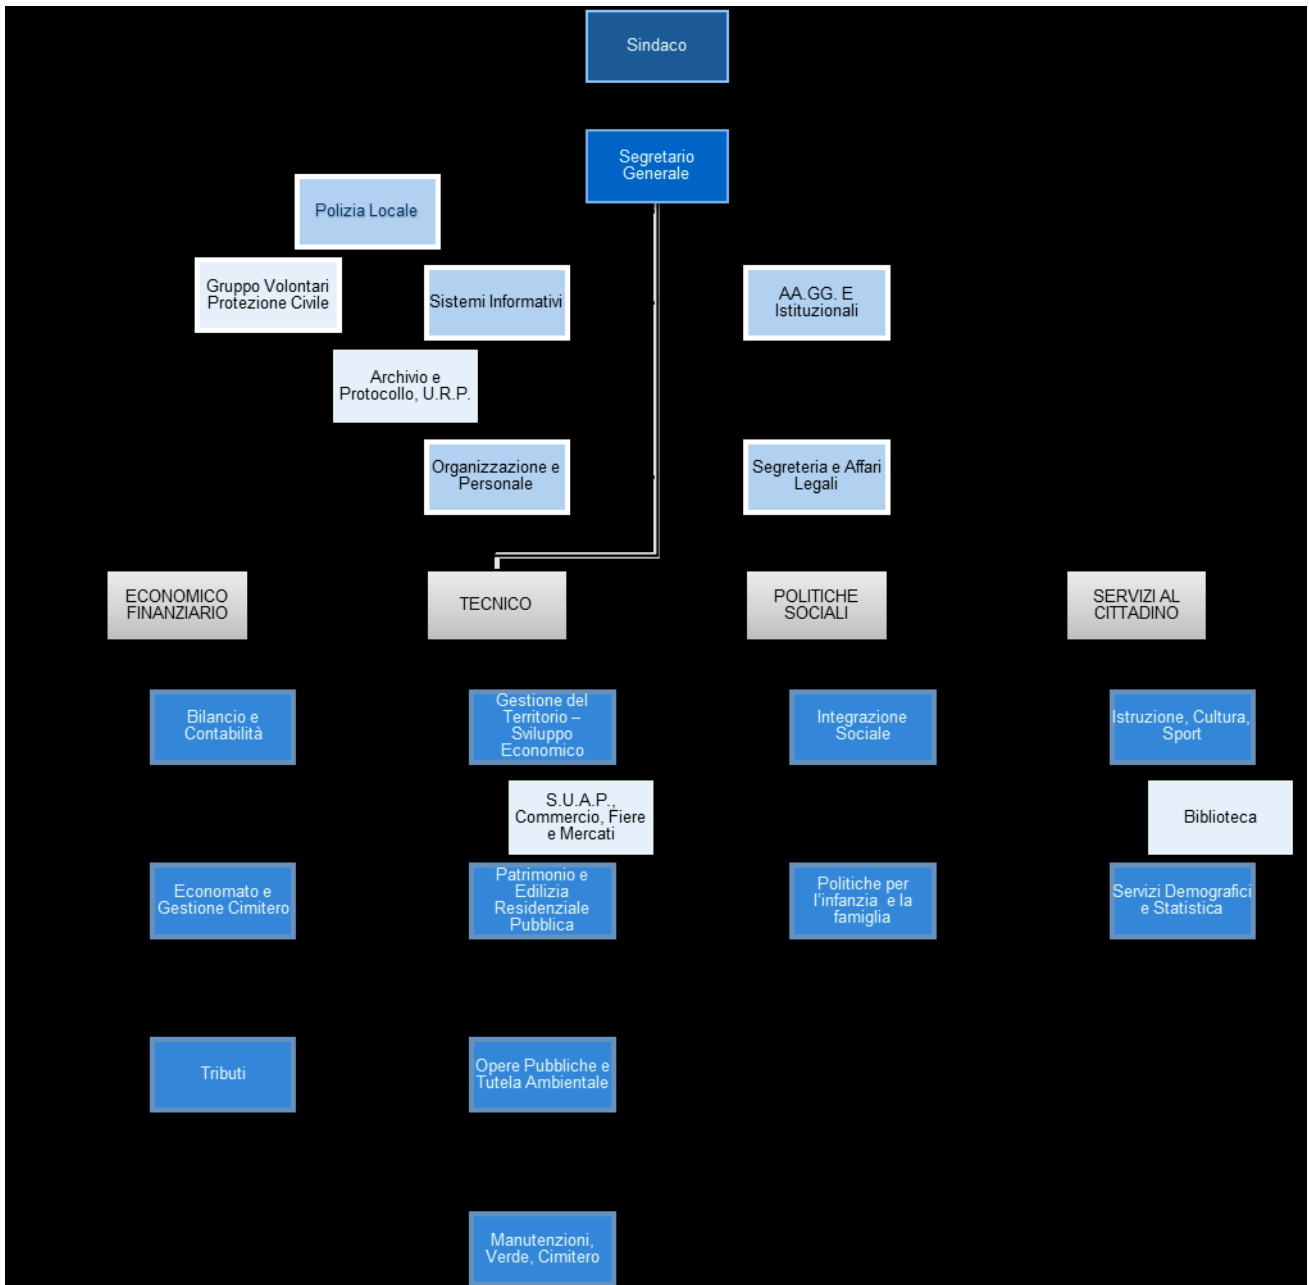 Sindaco
Segretario
Generale
Polizia Locale
Gruppo Volontari
Protezione Civile
Sistemi Informativi
AA.GG. E
Istituzionali
Archivio e
Protocollo, U.R.P.
Organizzazione e
Personale
Segreteria e Affari
Legali
ECONOMICO
FINANZIARIO
TECNICO
POLITICHE
SOCIALI
SERVIZI AL
CITTADINO
Bilancio e
Contabilità
Gestione del
Territorio –
Sviluppo
Economico
Integrazione
Sociale
Istruzione, Cultura,
Sport
S.U.A.P.,
Commercio, Fiere
e Mercati
Biblioteca
Economato e
Gestione Cimitero
Patrimonio e
Edilizia
Residenziale
Pubblica
Politiche per
l'infanzia e la
famiglia
Servizi Demografici
e Statistica
Tributi
Opere Pubbliche e
Tutela Ambientale
Manutenzioni,
Verde, Cimitero